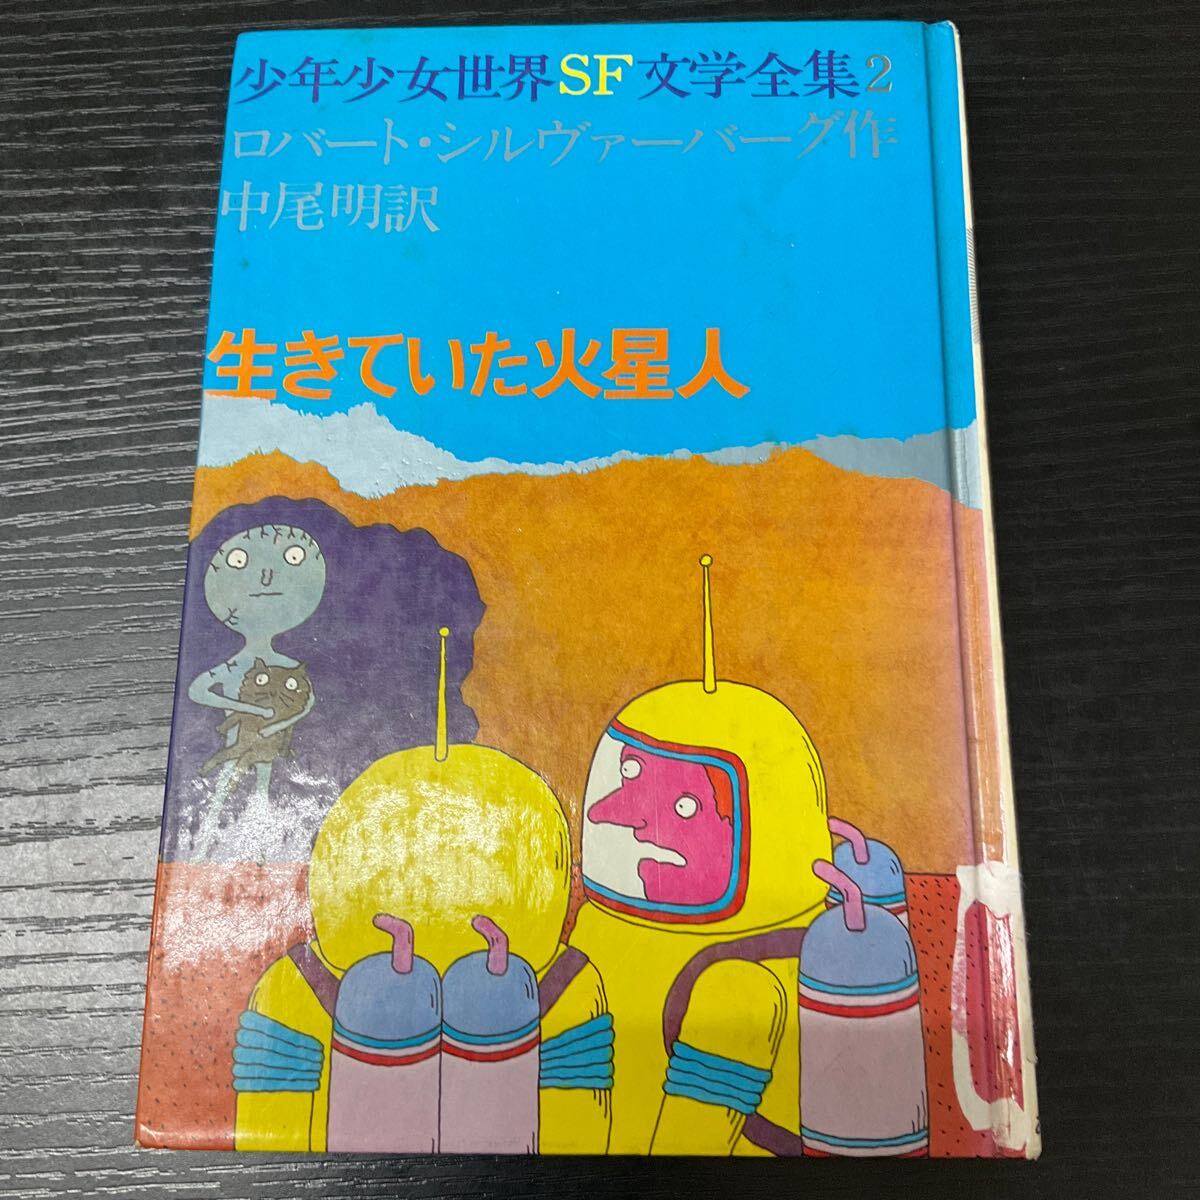 少年少女世界SF文学全集2
ロバート・シルヴァーバーグ作
中尾明訳
生きていた火星人